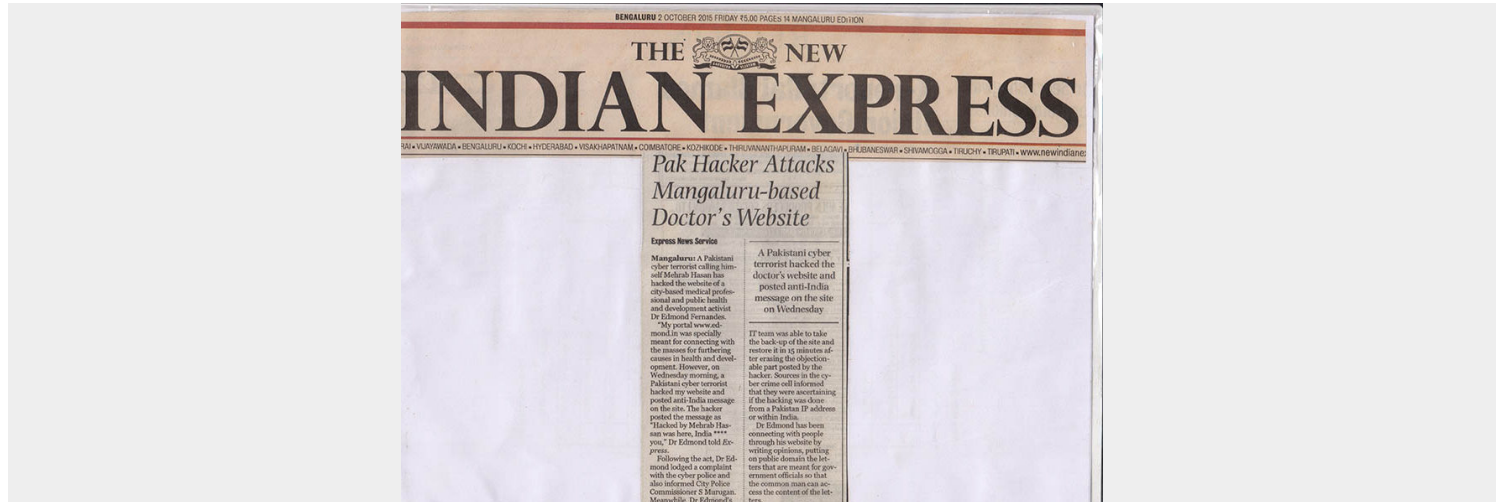 BENGALURU 2 OCTOBER 2015 FRIDAY ₹5.00 PAGES 14 MANGALURU EDITION
THE NEW
INDIAN EXPRESS
RAI • VIJAYAWADA • BENGALURU • KOCHI • HYDERABAD • VISAKHAPATNAM • COIMBATORE • KOZHIKODE • THIRUVANANTHAPURAM • BELAGAVI • BHUBANESWAR • SHIVAMOGGA • TIRUCHY • TIRUPATI • www.newindiane
Pak Hacker Attacks
Mangaluru-based
Doctor's Website
Express News Service
Mangaluru: A Pakistani
cyber terrorist calling him-
self Mehrab Hasan has
hacked the website of a
city-based medical profes-
sional and public health
and development activist
Dr Edmond Fernandes.
"My portal www.ed-
mond.in was specially
meant for connecting with
the masses for furthering
causes in health and devel-
opment. However, on
Wednesday morning, a
Pakistani cyber terrorist
hacked my website and
posted anti-India message
on the site. The hacker
posted the message as
"Hacked by Mehrab Has-
san was here, India ****
you," Dr Edmond told Ex-
press.
Following the act, Dr Ed-
mond lodged a complaint
with the cyber police and
also informed City Police
Commissioner S Murugan.
Meanwhile, Dr Edmond's
A Pakistani cyber
terrorist hacked the
doctor's website and
posted anti-India
message on the site
on Wednesday
IT team was able to take
the back-up of the site and
restore it in 15 minutes af-
ter erasing the objection-
able part posted by the
hacker. Sources in the cy-
ber crime cell informed
that they were ascertaining
if the hacking was done
from a Pakistan IP address
or within India.
Dr Edmond has been
connecting with people
through his website by
writing opinions, putting
on public domain the let-
ters that are meant for gov-
ernment officials so that
the common man can ac-
cess the content of the let-
ters.